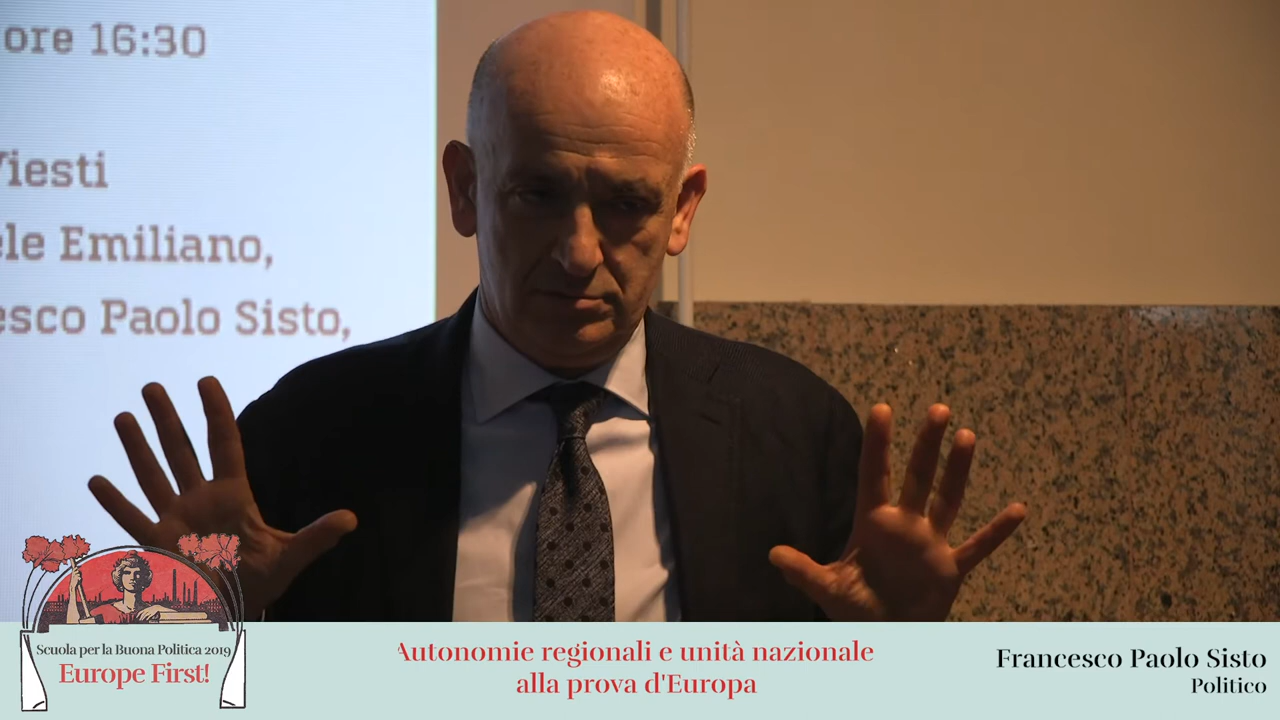 ore 16:30
Viesti
ele Emiliano,
esco Paolo Sisto,
Scuola per la Buona Politica 2019
Europe First!
Autonomie regionali e unità nazionale
alla prova d'Europa
Francesco Paolo Sisto
Politico